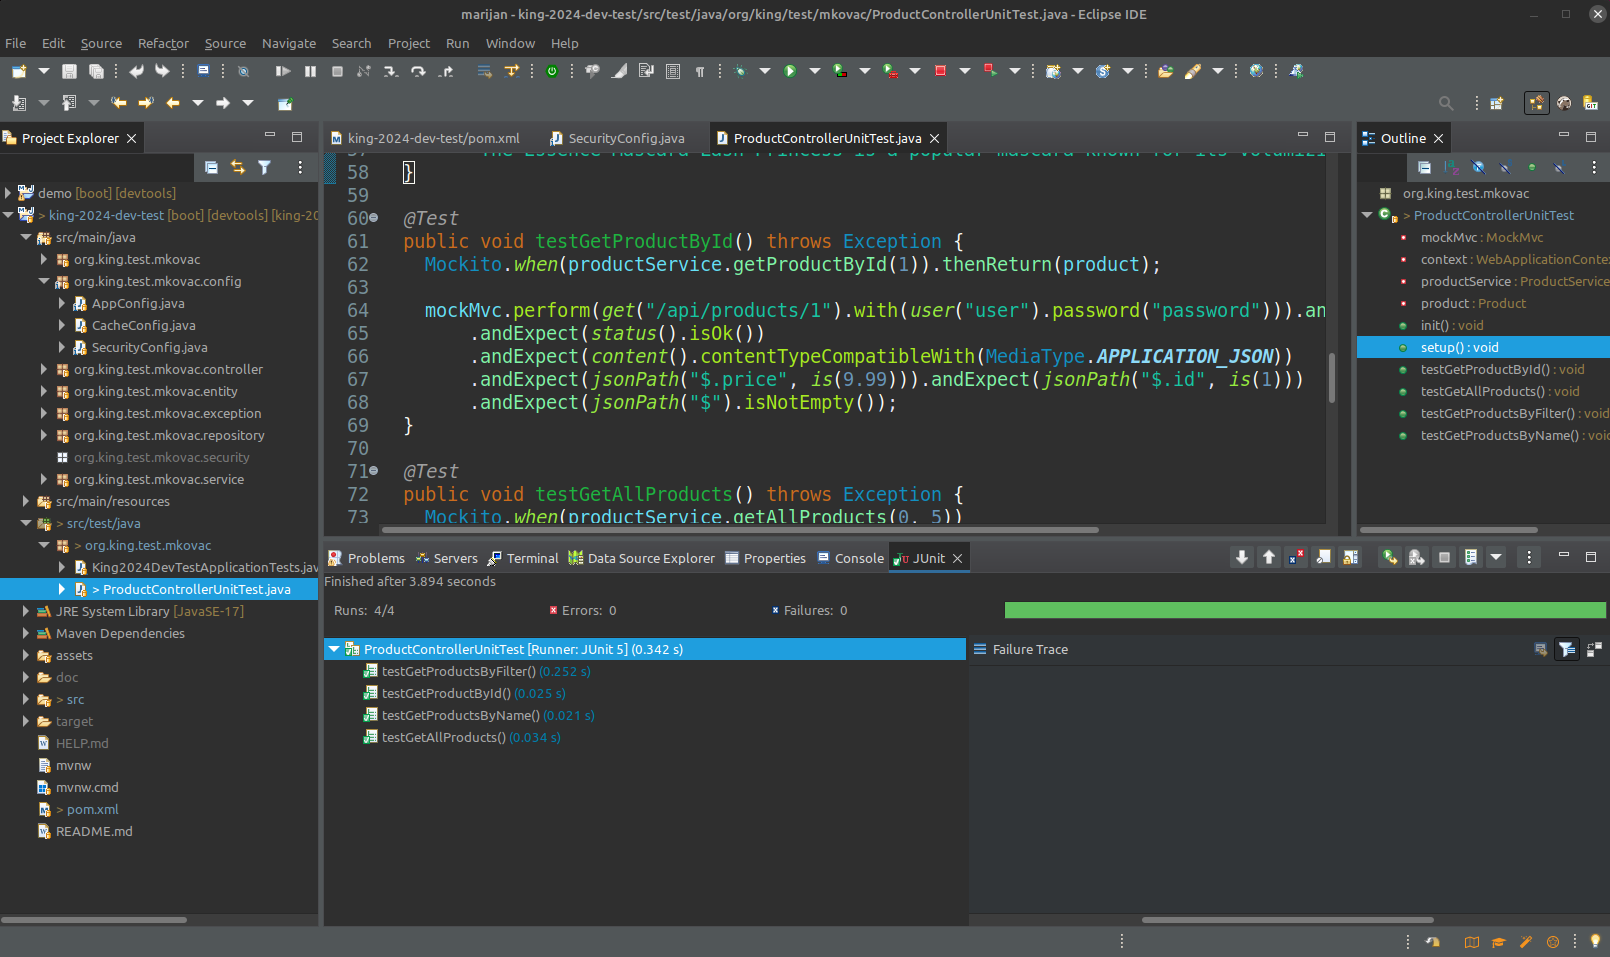 marijan - king-2024-dev-test/src/test/java/org/king/test/mkovac/ProductControllerUnitTest.java - Eclipse IDE
File Edit Source Refactor Source Navigate Search Project Run Window Help
Project Explorer
demo [boot] [devtools]
> king-2024-dev-test [boot] [devtools] [king-20
src/main/java
org.king.test.mkovac
org.king.test.mkovac.config
AppConfig.java
CacheConfig.java
SecurityConfig.java
org.king.test.mkovac.controller
org.king.test.mkovac.entity
org.king.test.mkovac.exception
org.king.test.mkovac.repository
org.king.test.mkovac.security
org.king.test.mkovac.service
src/main/resources
> src/test/java
> org.king.test.mkovac
King2024DevTestApplicationTests.jav
> ProductControllerUnitTest.java
JRE System Library [JavaSE-17]
Maven Dependencies
assets
doc
> src
target
HELP.md
mvnw
mvnw.cmd
> pom.xml
README.md
king-2024-dev-test/pom.xml SecurityConfig.java ProductControllerUnitTest.java
57 The Essence Mascara Lash Princess is a popular mascara known for its volumizi
58 }
59
60 @Test
61 public void testGetProductById() throws Exception {
62 Mockito.when(productService.getProductById(1)).thenReturn(product);
63
64 mockMvc.perform(get("/api/products/1").with(user("user").password("password"))).an
65 .andExpect(status().isOk())
66 .andExpect(content().contentTypeCompatibleWith(MediaType.APPLICATION_JSON))
67 .andExpect(jsonPath("$.price", is(9.99))).andExpect(jsonPath("$.id", is(1)))
68 .andExpect(jsonPath("$").isNotEmpty());
69 }
70
71 @Test
72 public void testGetAllProducts() throws Exception {
73 Mockito.when(productService.getAllProducts(0, 5))
Outline
org.king.test.mkovac
> ProductControllerUnitTest
mockMvc : MockMvc
context : WebApplicationConte
productService : ProductService
product : Product
init() : void
setup() : void
testGetProductById() : void
testGetAllProducts() : void
testGetProductsByFilter() : void
testGetProductsByName() : void
Problems Servers Terminal Data Source Explorer Properties Console JUnit
Finished after 3.894 seconds
Runs: 4/4 Errors: 0 Failures: 0
ProductControllerUnitTest [Runner: JUnit 5] (0.342 s)
testGetProductsByFilter() (0.252 s)
testGetProductById() (0.025 s)
testGetProductsByName() (0.021 s)
testGetAllProducts() (0.034 s)
Failure Trace